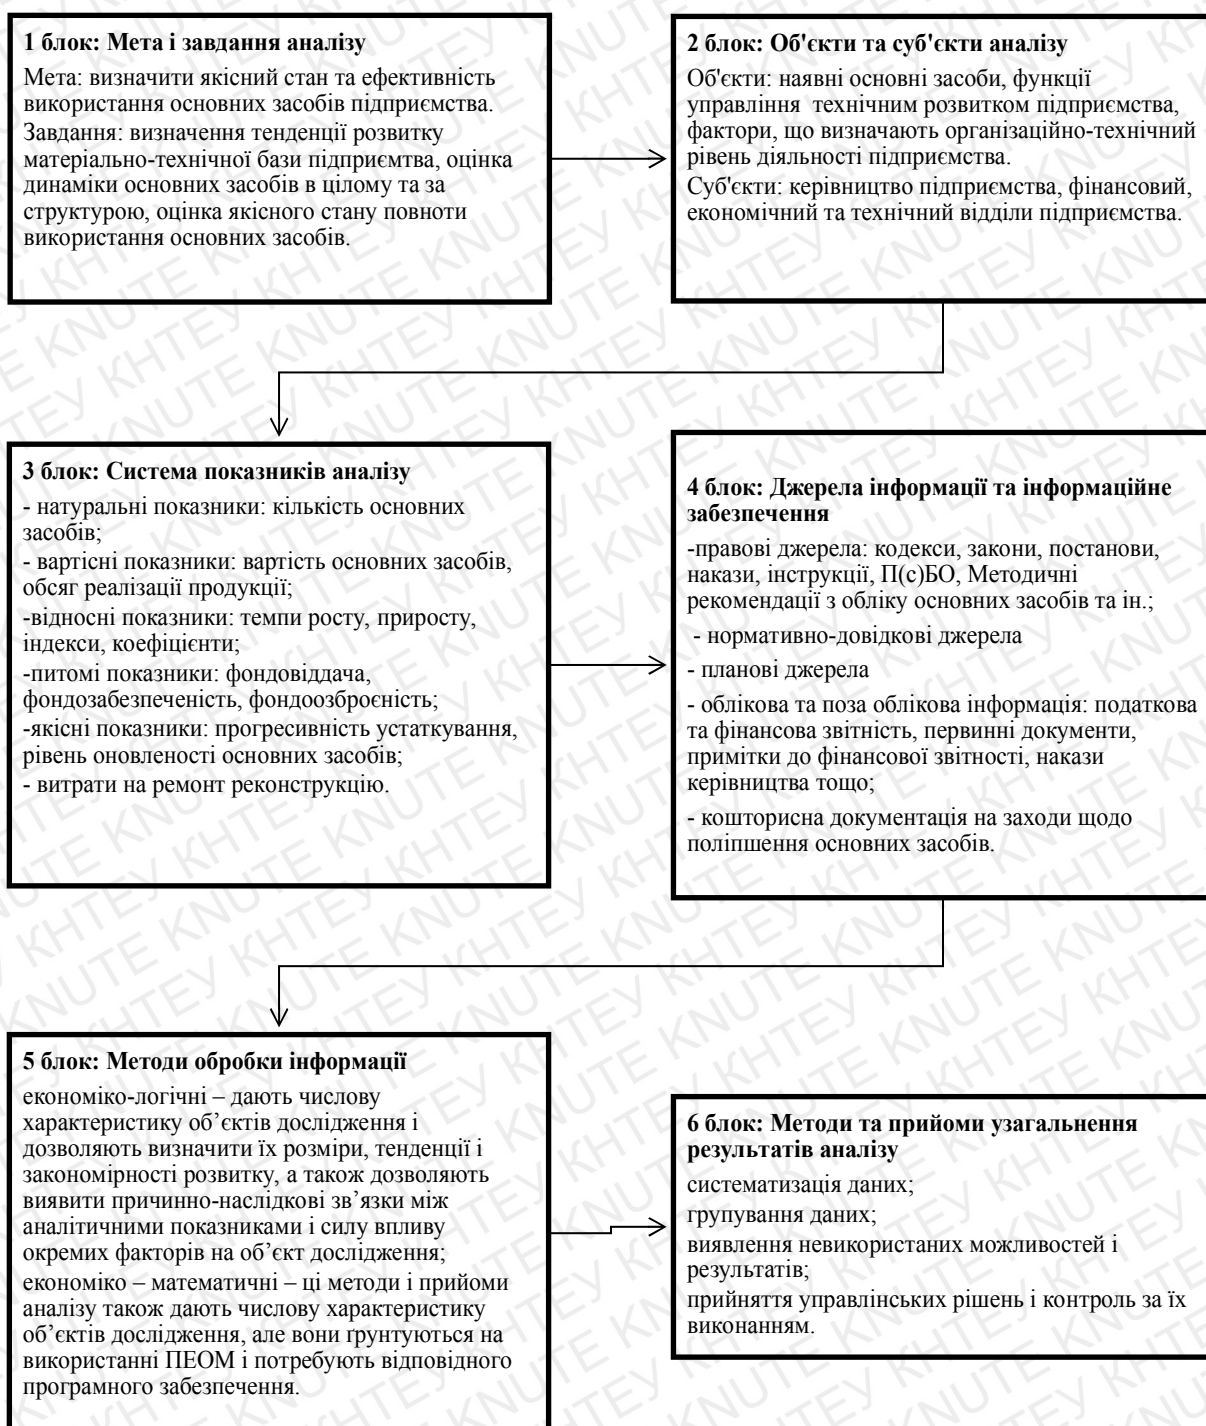 1 блок: Мета і завдання аналізу
Мета: визначити якісний стан та ефективність
використання основних засобів підприємства.
Завдання: визначення тенденції розвитку
матеріально-технічної бази підприємтва, оцінка
динаміки основних засобів в цілому та за
структурою, оцінка якісного стану повноти
використання основних засобів.
2 блок: Об'єкти та суб'єкти аналізу
Об'єкти: наявні основні засоби, функції
управління технічним розвитком підприємства,
фактори, що визначають організаційно-технічний
рівень діяльності підприємства.
Суб'єкти: керівництво підприємства, фінансовий,
економічний та технічний відділи підприємства.
3 блок: Система показників аналізу
- натуральні показники: кількість основних
засобів;
- вартісні показники: вартість основних засобів,
обсяг реалізації продукції;
-відносні показники: темпи росту, приросту,
індекси, коефіцієнти;
-питомі показники: фондовіддача,
фондозабезпеченість, фондоозброєність;
-якісні показники: прогресивність устаткування,
рівень оновленості основних засобів;
- витрати на ремонт реконструкцію.
4 блок: Джерела інформації та інформаційне
забезпечення
-правові джерела: кодекси, закони, постанови,
накази, інструкції, П(с)БО, Методичні
рекомендації з обліку основних засобів та ін.;
- нормативно-довідкові джерела
- планові джерела
- облікова та поза облікова інформація: податкова
та фінансова звітність, первинні документи,
примітки до фінансової звітності, накази
керівництва тощо;
- кошторисна документація на заходи щодо
поліпшення основних засобів.
5 блок: Методи обробки інформації
економіко-логічні – дають числову
характеристику об’єктів дослідження і
дозволяють визначити їх розміри, тенденції і
закономірності розвитку, а також дозволяють
виявити причинно-наслідкові зв’язки між
аналітичними показниками і силу впливу
окремих факторів на об’єкт дослідження;
економіко – математичні – ці методи і прийоми
аналізу також дають числову характеристику
об’єктів дослідження, але вони ґрунтуються на
використанні ПЕОМ і потребують відповідного
програмного забезпечення.
6 блок: Методи та прийоми узагальнення
результатів аналізу
систематизація даних;
групування даних;
виявлення невикористаних можливостей і
результатів;
прийняття управлінських рішень і контроль за їх
виконанням.